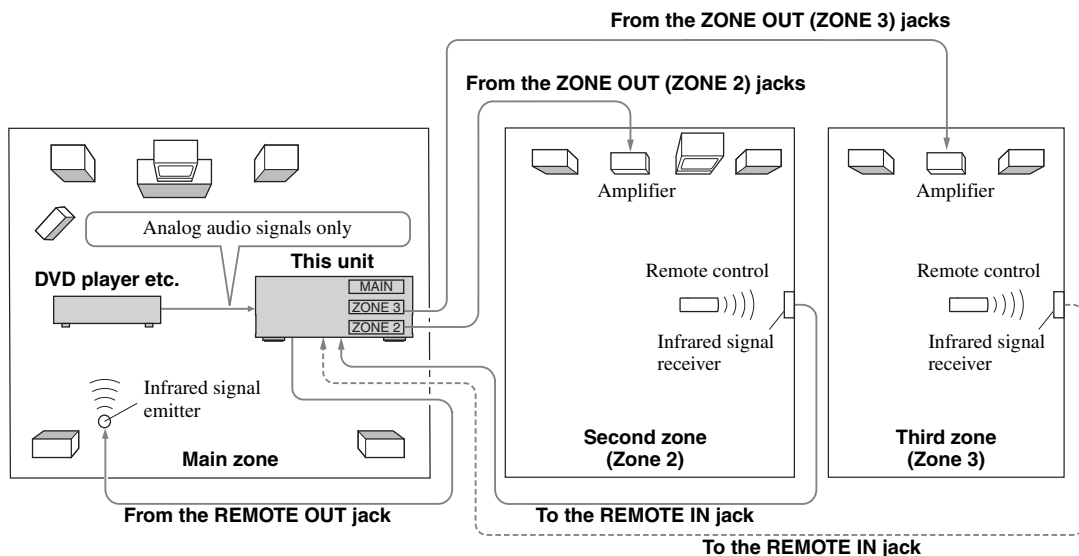 From the ZONE OUT (ZONE 3) jacks
From the ZONE OUT (ZONE 2) jacks
Amplifier
Amplifier
Analog audio signals only
This unit
DVD player etc.
MAIN
ZONE 3
ZONE 2
Remote control
Remote control
Infrared signal
receiver
Infrared signal
receiver
Infrared signal
emitter
Main zone
Second zone
(Zone 2)
Third zone
(Zone 3)
From the REMOTE OUT jack
To the REMOTE IN jack
To the REMOTE IN jack